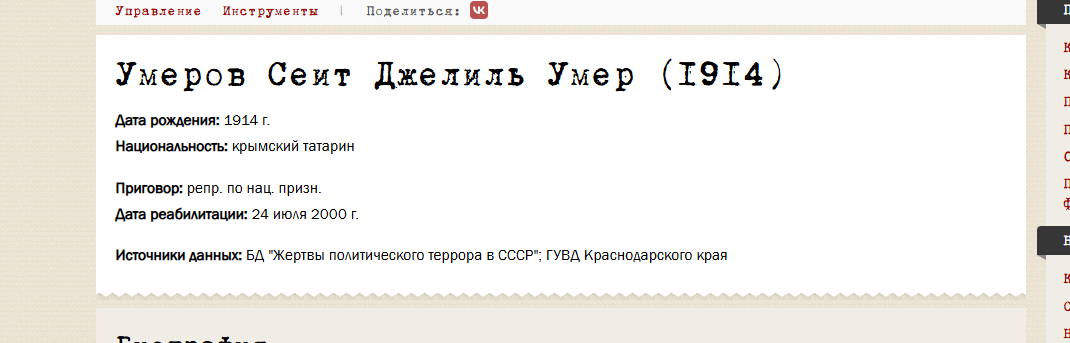 Управление Инструменты | Поделиться:
Умеров Сеит Джелиль Умер (1914)
Дата рождения: 1914 г.
Национальность: крымский татарин
Приговор: репр. по нац. призн.
Дата реабилитации: 24 июля 2000 г.
Источники данных: БД "Жертвы политического террора в СССР"; ГУВД Краснодарского края